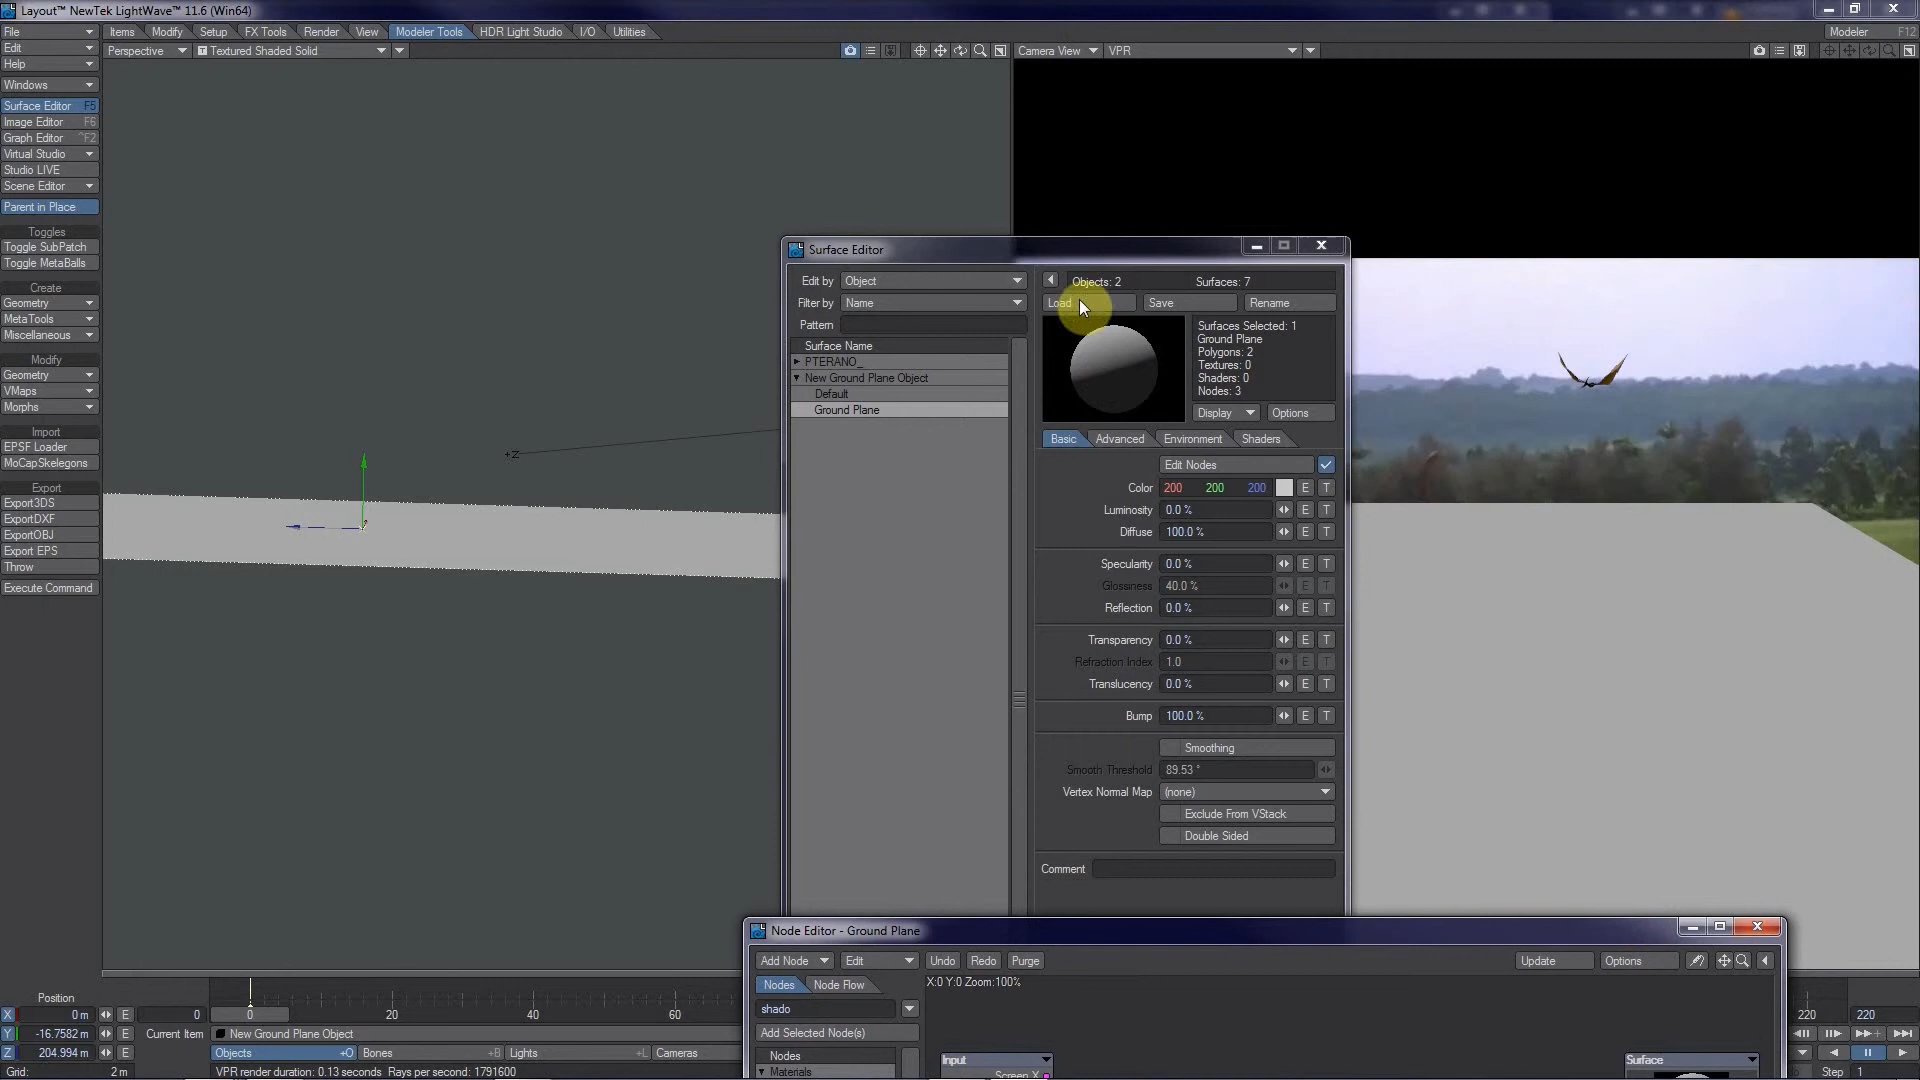 Layout™ NewTek LightWave™ 11.6 (Win64)
File Items Modify Setup FX Tools Render View Modeler Tools HDR Light Studio I/O Utilities Modeler F12
Edit Perspective Textured Shaded Solid Camera View VPR
Help
Windows
Surface Editor F5
Image Editor F6
Graph Editor ^F2
Virtual Studio
Studio LIVE
Scene Editor
Parent in Place
Toggles
Toggle SubPatch
Toggle MetaBalls
Create
Geometry
MetaTools
Miscellaneous
Modify
Geometry
VMaps
Morphs
Import
EPSF Loader
MoCapSkelegons
Export
Export3DS
ExportDXF
ExportOBJ
Export EPS
Throw
Execute Command
+Z
Surface Editor
Edit by Object
Filter by Name
Pattern
Surface Name
PTERANO_
New Ground Plane Object
Default
Ground Plane
Objects: 2 Surfaces: 7
Load Save Rename
Surfaces Selected: 1
Ground Plane
Polygons: 2
Textures: 0
Shaders: 0
Nodes: 3
Display Options
Basic Advanced Environment Shaders
Edit Nodes
Color 200 200 200 E T
Luminosity 0.0 % E T
Diffuse 100.0 % E T
Specularity 0.0 % E T
Glossiness 40.0 % E T
Reflection 0.0 % E T
Transparency 0.0 % E T
Refraction Index 1.0 E T
Translucency 0.0 % E T
Bump 100.0 % E T
Smoothing
Smooth Threshold 89.53 °
Vertex Normal Map (none)
Exclude From VStack
Double Sided
Comment
Node Editor - Ground Plane
Add Node Edit Undo Redo Purge Update Options
Nodes Node Flow X:0 Y:0 Zoom:100%
shado
Add Selected Node(s)
Nodes
Materials
Input
Screen X
Surface
Position
X 0 m E 0 0 20 40 60 220 220
Y -16.7582 m E Current Item New Ground Plane Object
Z 204.994 m E Objects +O Bones +B Lights +L Cameras
Grid: 2 m VPR render duration: 0.13 seconds Rays per second: 1791600 Step 1